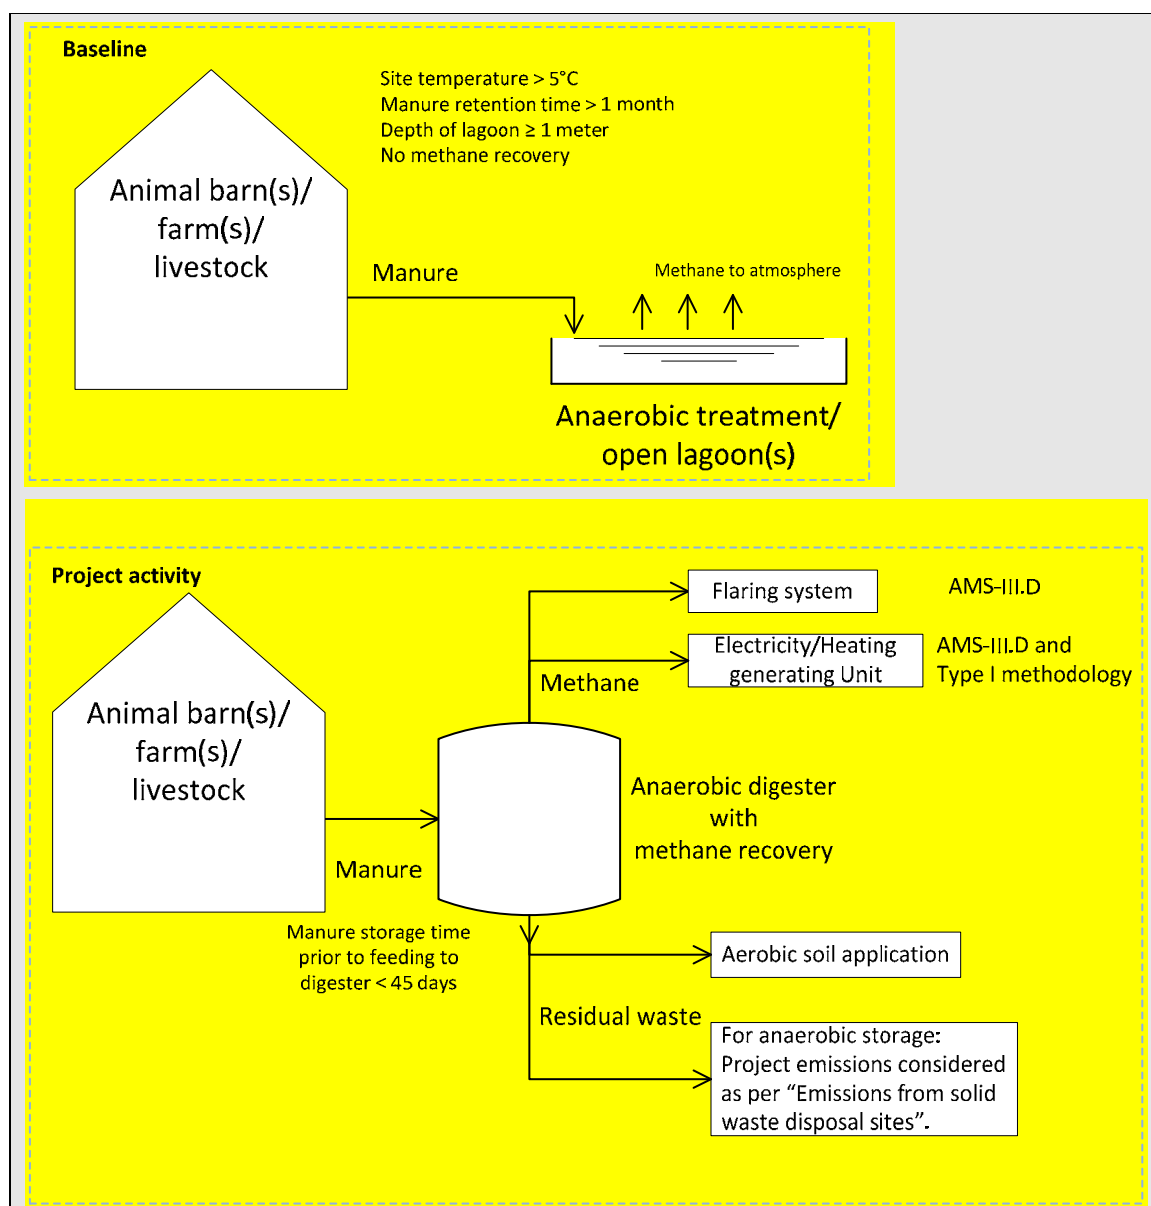 Baseline
Site temperature > 5°C
Manure retention time > 1 month
Depth of lagoon ≥ 1 meter
No methane recovery
Animal barn(s)/
farm(s)/
livestock
Manure
Methane to atmosphere
Anaerobic treatment/
open lagoon(s)
Project activity
Flaring system
AMS-III.D
Electricity/Heating
generating Unit
AMS-III.D and
Type I methodology
Methane
Animal barn(s)/
farm(s)/
livestock
Anaerobic digester
with
methane recovery
Manure
Manure storage time
prior to feeding to
digester < 45 days
Aerobic soil application
Residual waste
For anaerobic storage:
Project emissions considered
as per “Emissions from solid
waste disposal sites”.